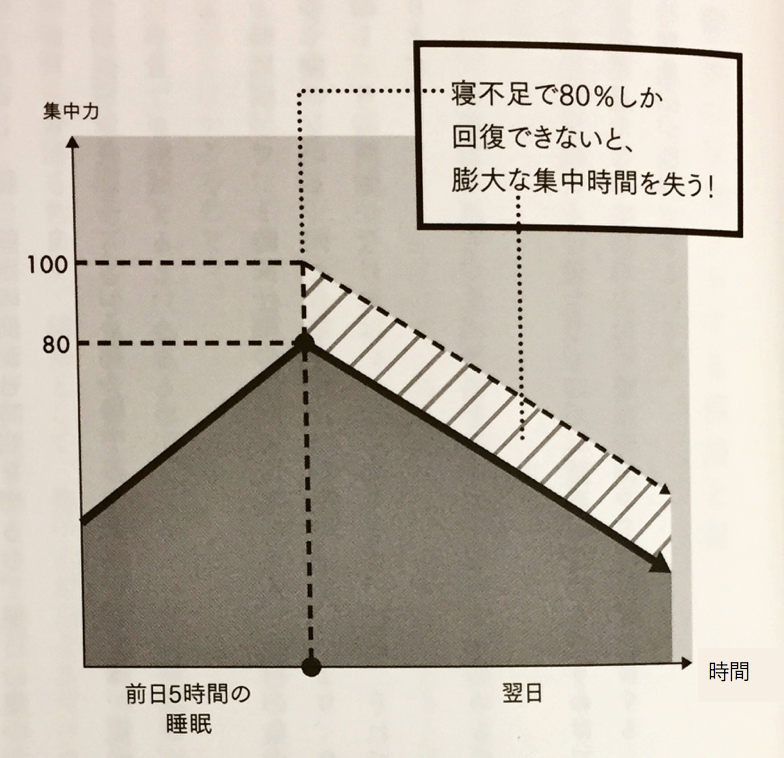 寝不足で80%しか
回復できないと、
膨大な集中時間を失う!
集中力
100
80
時間
前日5時間の
睡眠
翌日